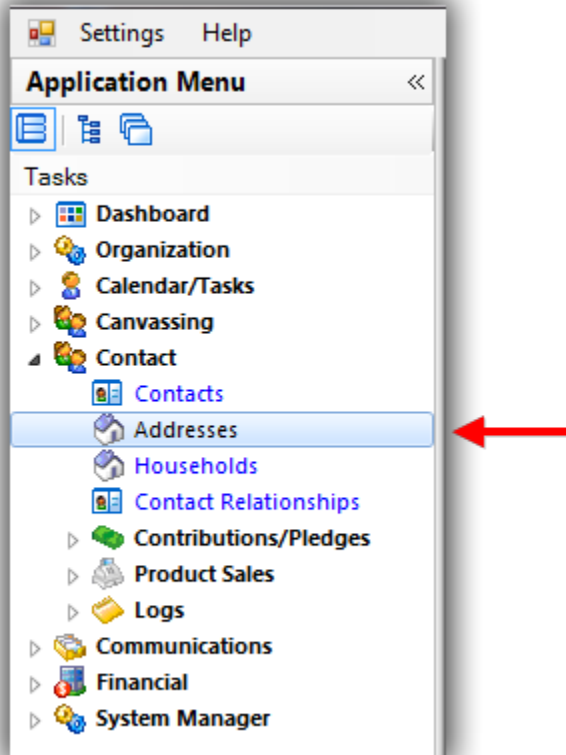 Settings Help
Application Menu «
Tasks
Dashboard
Organization
Calendar/Tasks
Canvassing
Contact
Contacts
Addresses
Households
Contact Relationships
Contributions/Pledges
Product Sales
Logs
Communications
Financial
System Manager